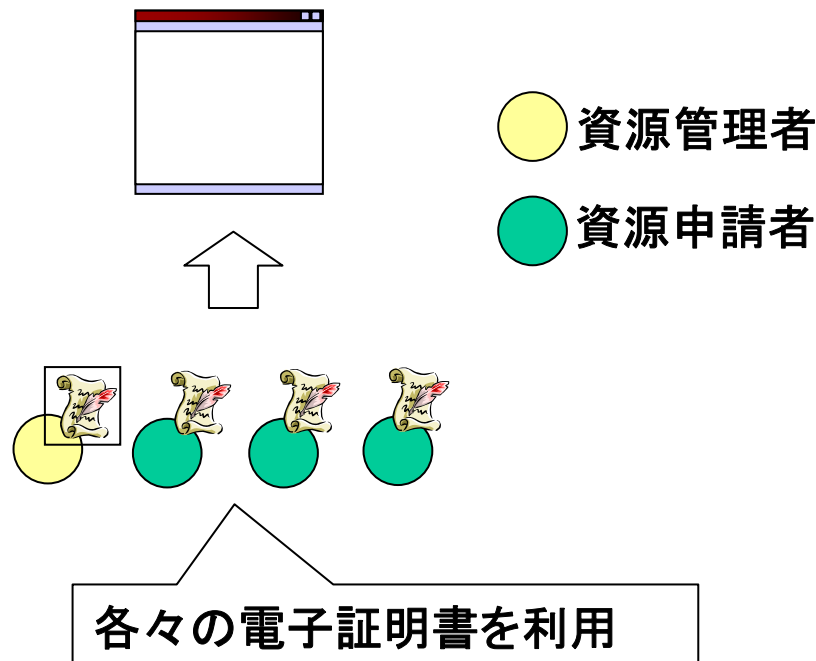 資源管理者
資源申請者
各々の電子証明書を利用